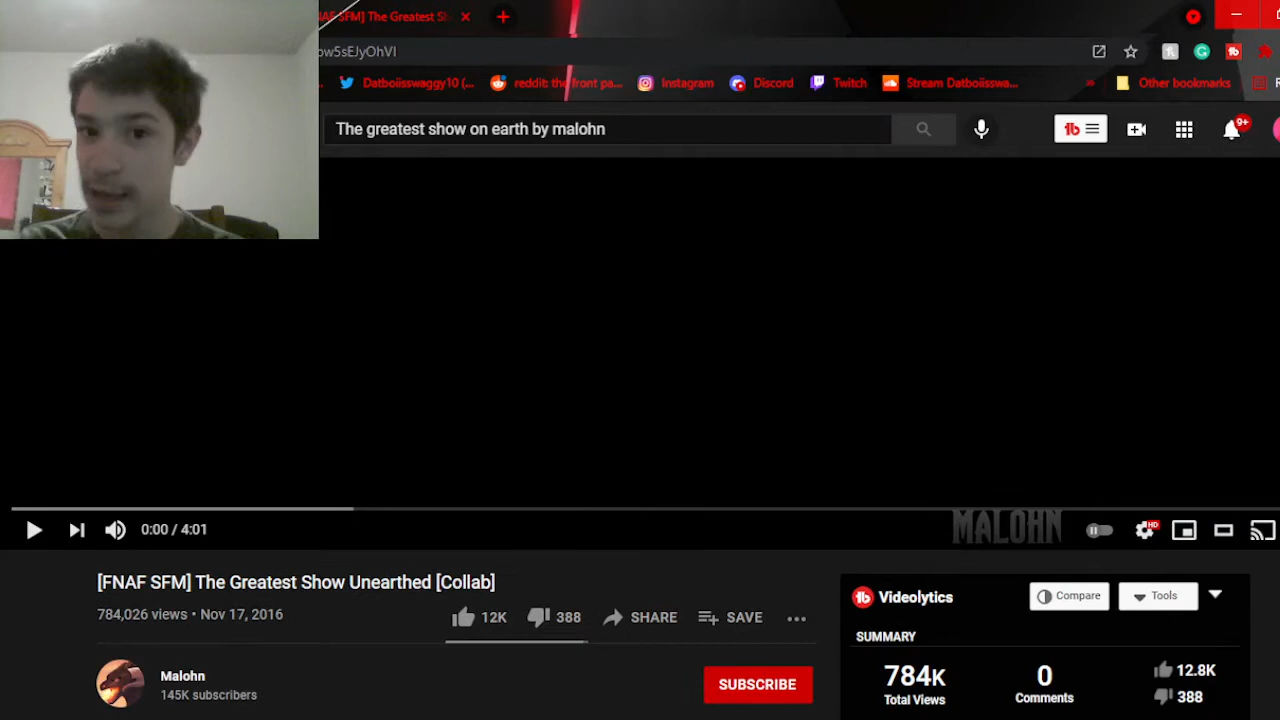 AF SFM] The Greatest Sh
ow5sEJyOhVI
Datboiisswaggy10 (...
reddit: the front pa...
Instagram
Discord
Twitch
Stream Datboiisswa...
»
Other bookmarks
R
The greatest show on earth by malohn
9+
0:00 / 4:01
MALOHN
HD
[FNAF SFM] The Greatest Show Unearthed [Collab]
784,026 views • Nov 17, 2016
12K
388
SHARE
SAVE
Malohn
145K subscribers
SUBSCRIBE
Videolytics
Compare
Tools
SUMMARY
784K
Total Views
0
Comments
12.8K
388